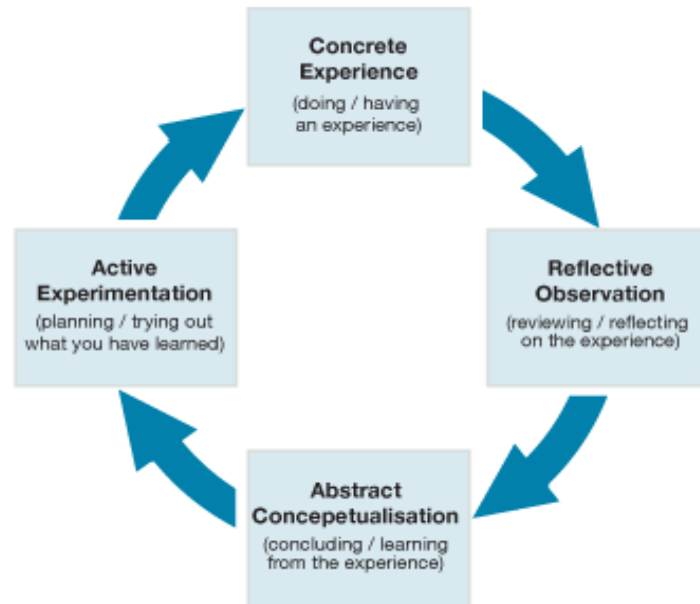 Concrete
Experience
(doing / having
an experience)
Reflective
Observation
(reviewing / reflecting
on the experience)
Abstract
Concepetualisation
(concluding / learning
from the experience)
Active
Experimentation
(planning / trying out
what you have learned)